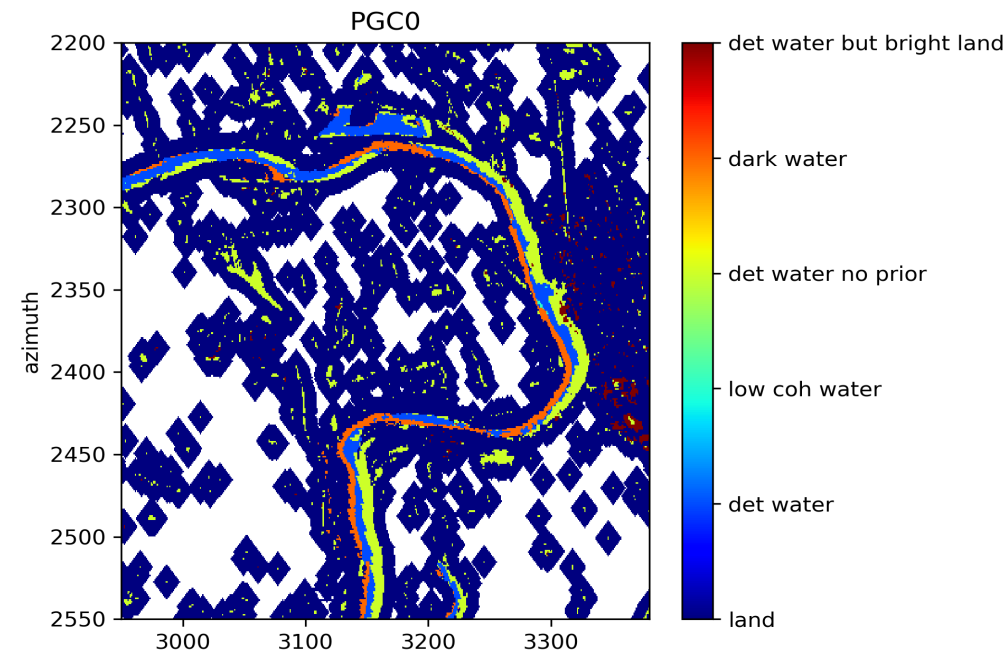 PGC0
2200
2250
2300
2350
2400
2450
2500
2550
azimuth
3000 3100 3200 3300
det water but bright land
dark water
det water no prior
low coh water
det water
land